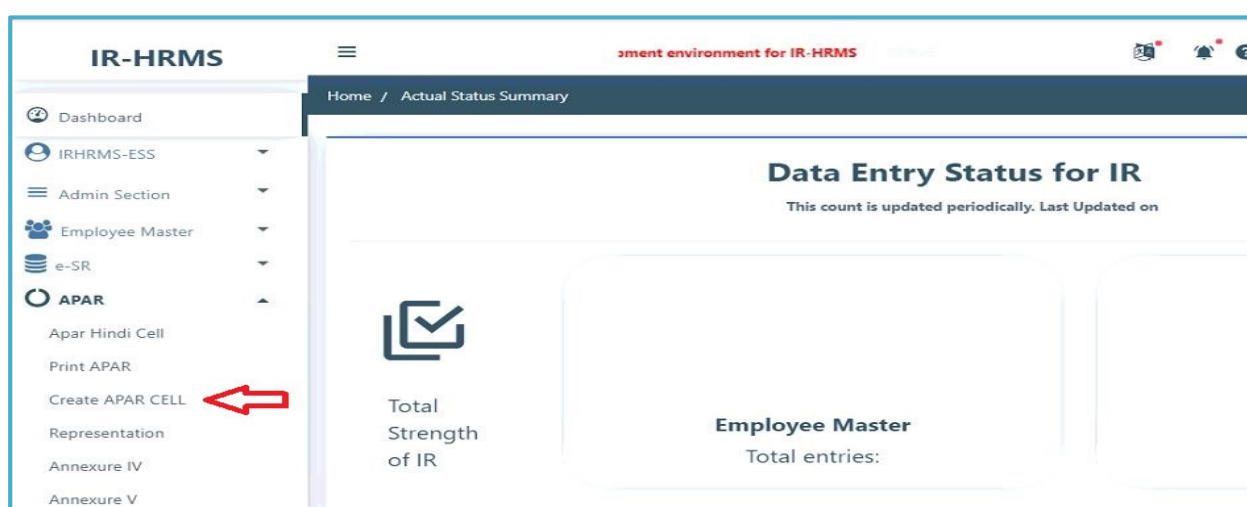 IR-HRMS
ment environment for IR-HRMS
Home / Actual Status Summary
Dashboard
IRHRMS-ESS
Admin Section
Employee Master
e-SR
APAR
Apar Hindi Cell
Print APAR
Create APAR CELL
Representation
Annexure IV
Annexure V
Data Entry Status for IR
This count is updated periodically. Last Updated on
Total
Strength
of IR
Employee Master
Total entries: